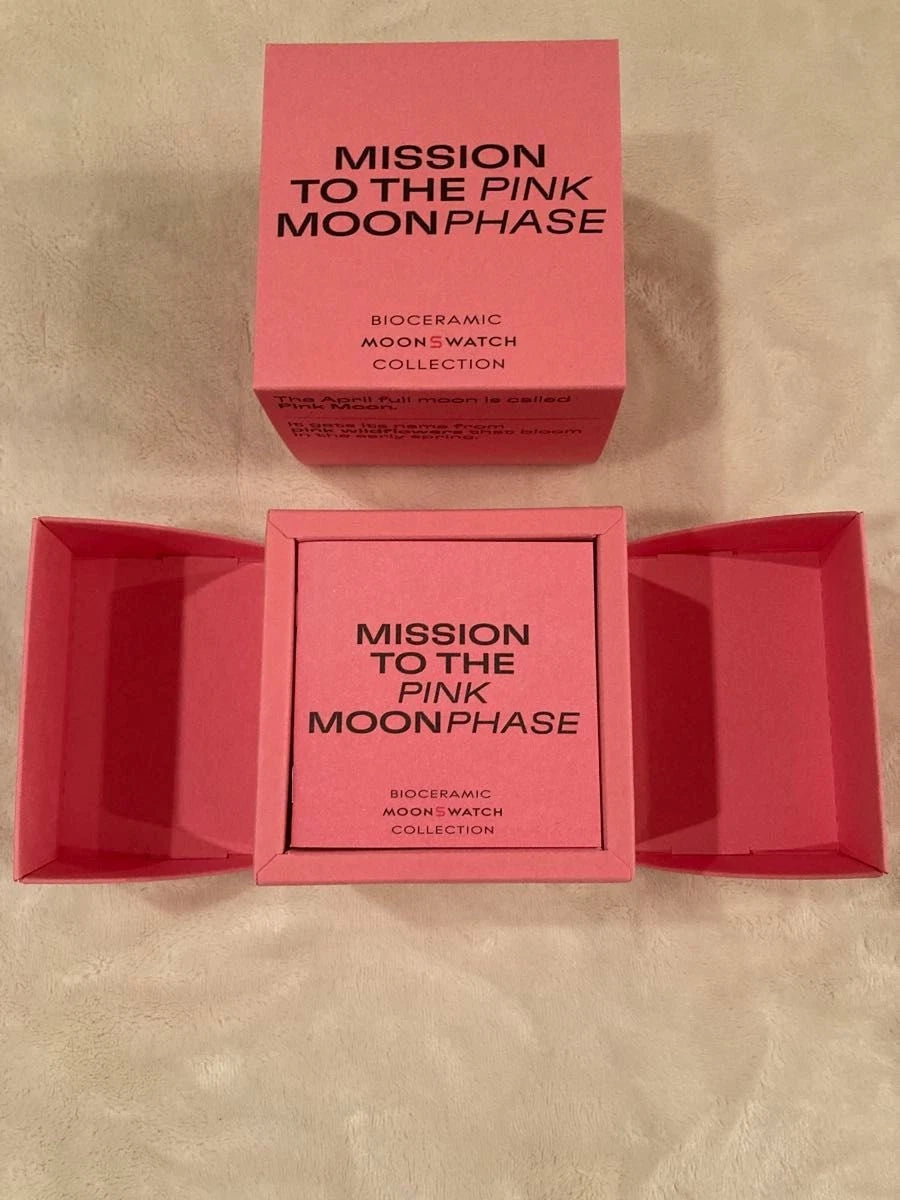 MISSION
TO THE PINK
MOONPHASE
BIOCERAMIC
MOONSWATCH
COLLECTION
The April full moon is called
Pink Moon.
It gets its name from
pink wildflowers that bloom
in the early spring.
MISSION
TO THE
PINK
MOONPHASE
BIOCERAMIC
MOONSWATCH
COLLECTION